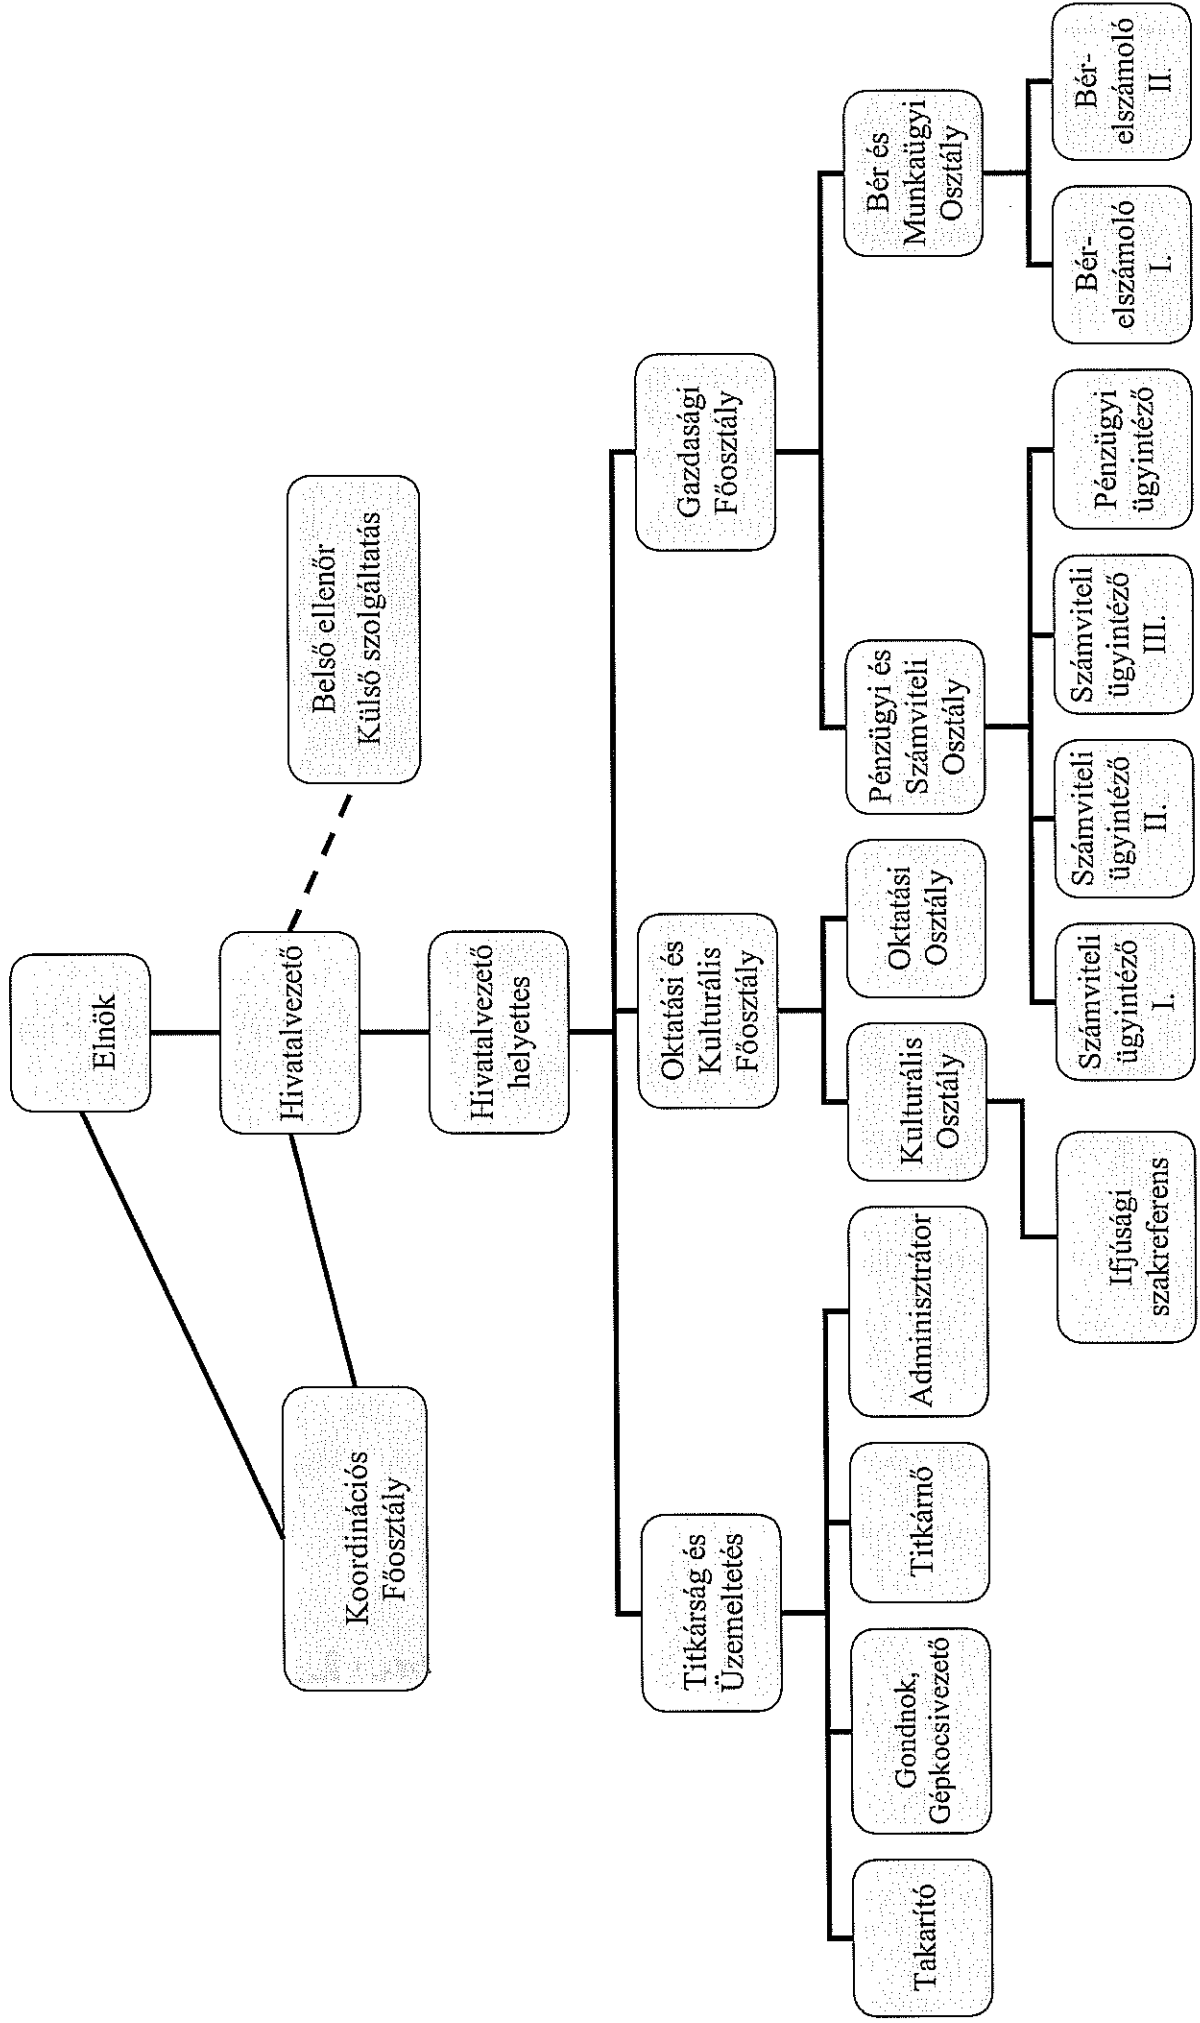 Elnök
Hivatalvezető
Belső ellenőr
Külső szolgáltatás
Koordinációs
Főosztály
Hivatalvezető
helyettes
Titkárság és
Üzemeltetés
Oktatási és
Kulturális
Főosztály
Gazdasági
Főosztály
Takarító
Gondnok,
Gépkocsivezető
Titkárnő
Adminisztrátor
Kulturális
Osztály
Oktatási
Osztály
Pénzügyi és
Számviteli
Osztály
Bér és
Munkaügyi
Osztály
Ifjúsági
szakreferens
Számviteli
ügyintéző
I.
Számviteli
ügyintéző
II.
Számviteli
ügyintéző
III.
Pénzügyi
ügyintéző
Bér-
elszámoló
I.
Bér-
elszámoló
II.